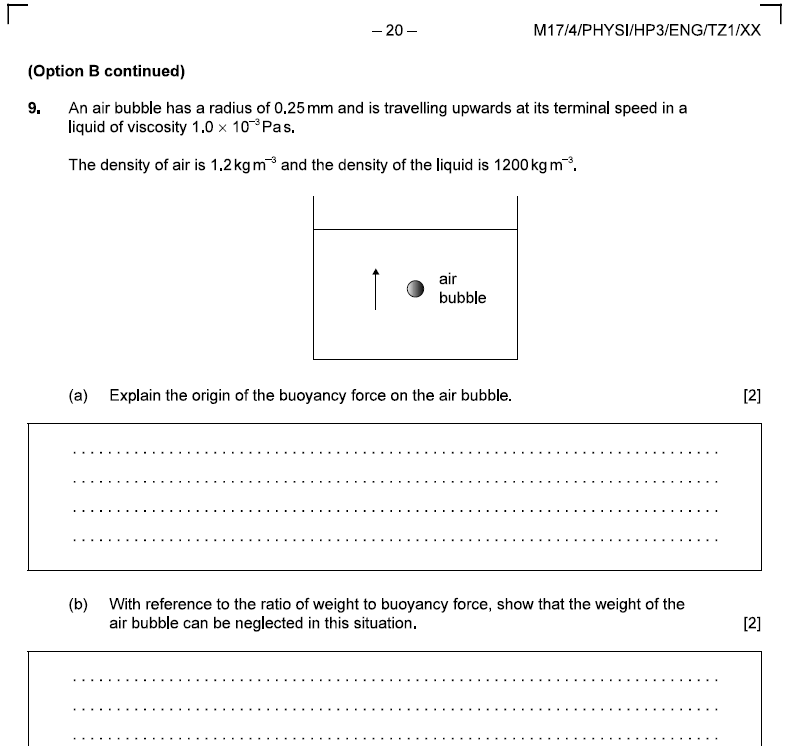 – 20 –
M17/4/PHYSI/HP3/ENG/TZ1/XX
(Option B continued)
9. An air bubble has a radius of 0.25 mm and is travelling upwards at its terminal speed in a
liquid of viscosity 1.0 × 10⁻³ Pa s.
The density of air is 1.2 kg m⁻³ and the density of the liquid is 1200 kg m⁻³.
air
bubble
(a) Explain the origin of the buoyancy force on the air bubble. [2]
(b) With reference to the ratio of weight to buoyancy force, show that the weight of the
air bubble can be neglected in this situation. [2]